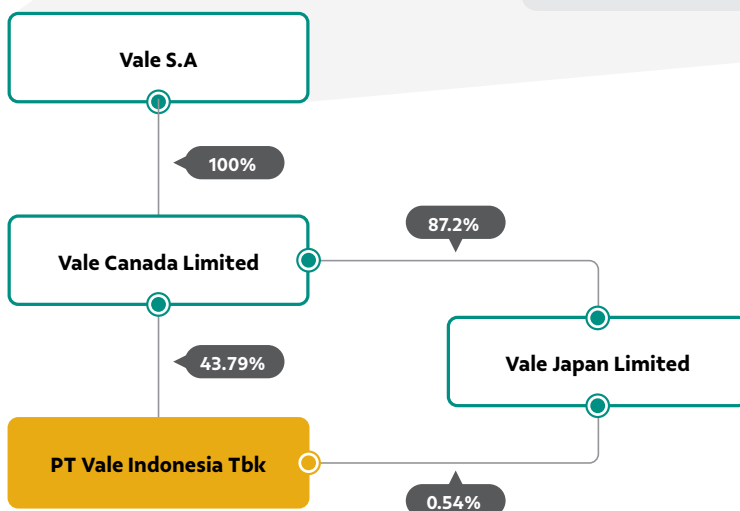 Vale S.A
100%
87.2%
Vale Canada Limited
43.79%
Vale Japan Limited
PT Vale Indonesia Tbk
0.54%